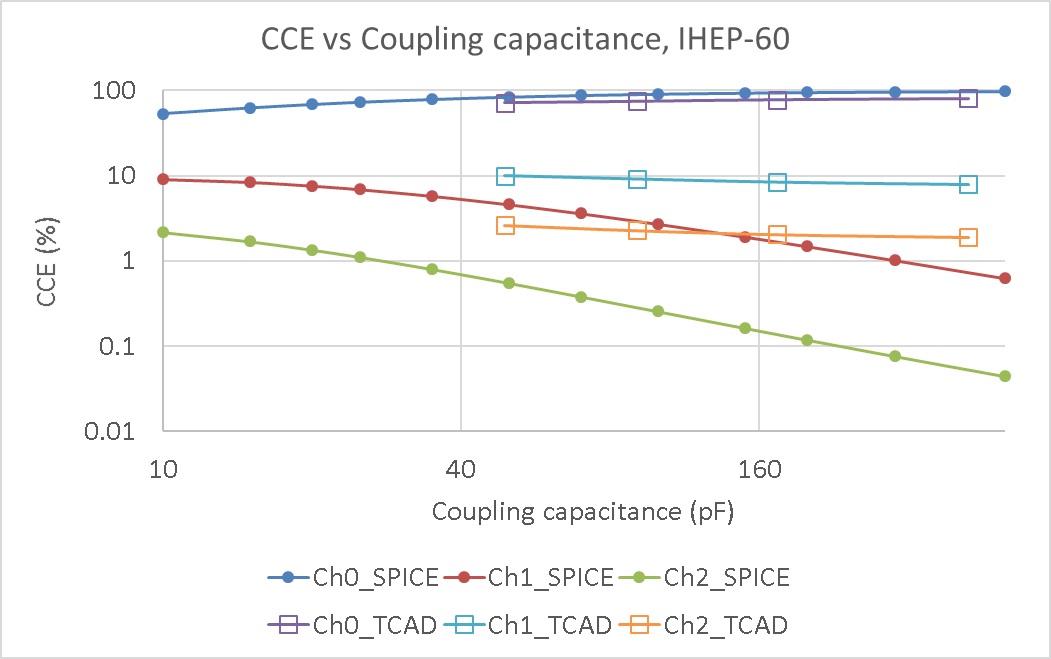 CCE vs Coupling capacitance, IHEP-60
CCE (%)
100
10
1
0.1
0.01
10 40 160
Coupling capacitance (pF)
Ch0_SPICE Ch1_SPICE Ch2_SPICE
Ch0_TCAD Ch1_TCAD Ch2_TCAD